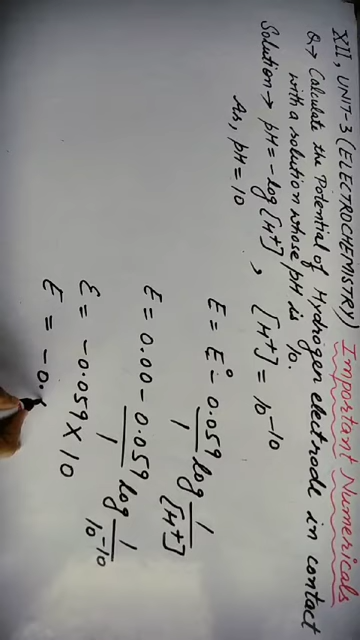 XII, UNIT-3 (ELECTROCHEMISTRY) Important Numericals
Q→ Calculate the Potential of Hydrogen electrode in contact
with a solution whose pH is 10.
Solution→ pH = -log [H+], [H+] = 10^-10
As, pH = 10
E = E° - 0.059/1 log 1/[H+]
E = 0.00 - 0.059/1 log 1/10^-10
E = -0.059 X 10
E = -0.